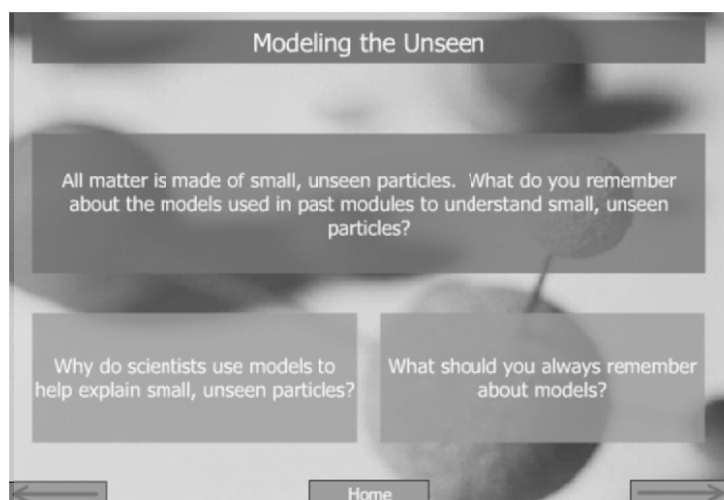 Modeling the Unseen
All matter is made of small, unseen particles. What do you remember
about the models used in past modules to understand small, unseen
particles?
Why do scientists use models to
help explain small, unseen particles?
What should you always remember
about models?
Home